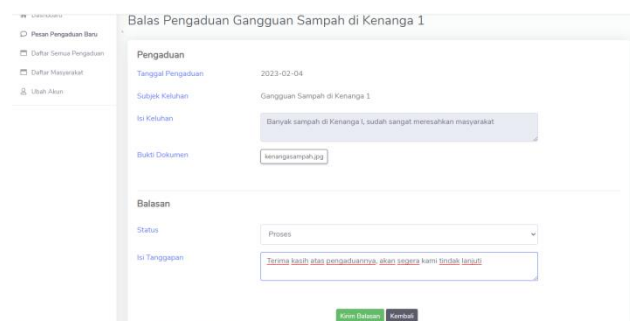 Dashboard
Balas Pengaduan Gangguan Sampah di Kenanga 1
Pesan Pengaduan Baru
Daftar Semua Pengaduan
Daftar Masyarakat
Ubah Akun
Pengaduan
Tanggal Pengaduan 2023-02-04
Subjek Keluhan Gangguan Sampah di Kenanga 1
Isi Keluhan Banyak sampah di Kenanga I, sudah sangat meresahkan masyarakat
Bukti Dokumen kenangasampah.jpg
Balasan
Status Proses
Isi Tanggapan Terima kasih atas pengaduannya, akan segera kami tindak lanjuti
Kirim Balasan Kembali